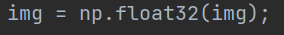 img = np.float32(img);